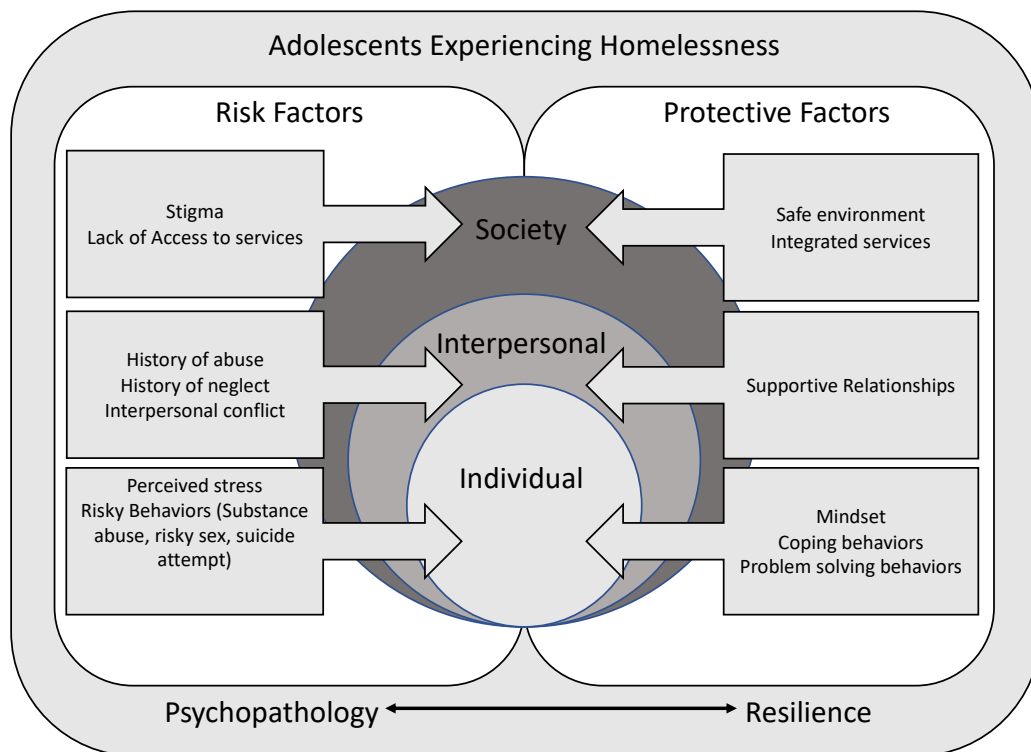 Adolescents Experiencing Homelessness
Risk Factors
Protective Factors
Stigma
Lack of Access to services
Society
Safe environment
Integrated services
History of abuse
History of neglect
Interpersonal conflict
Interpersonal
Supportive Relationships
Perceived stress
Risky Behaviors (Substance
abuse, risky sex, suicide
attempt)
Individual
Mindset
Coping behaviors
Problem solving behaviors
Psychopathology
Resilience